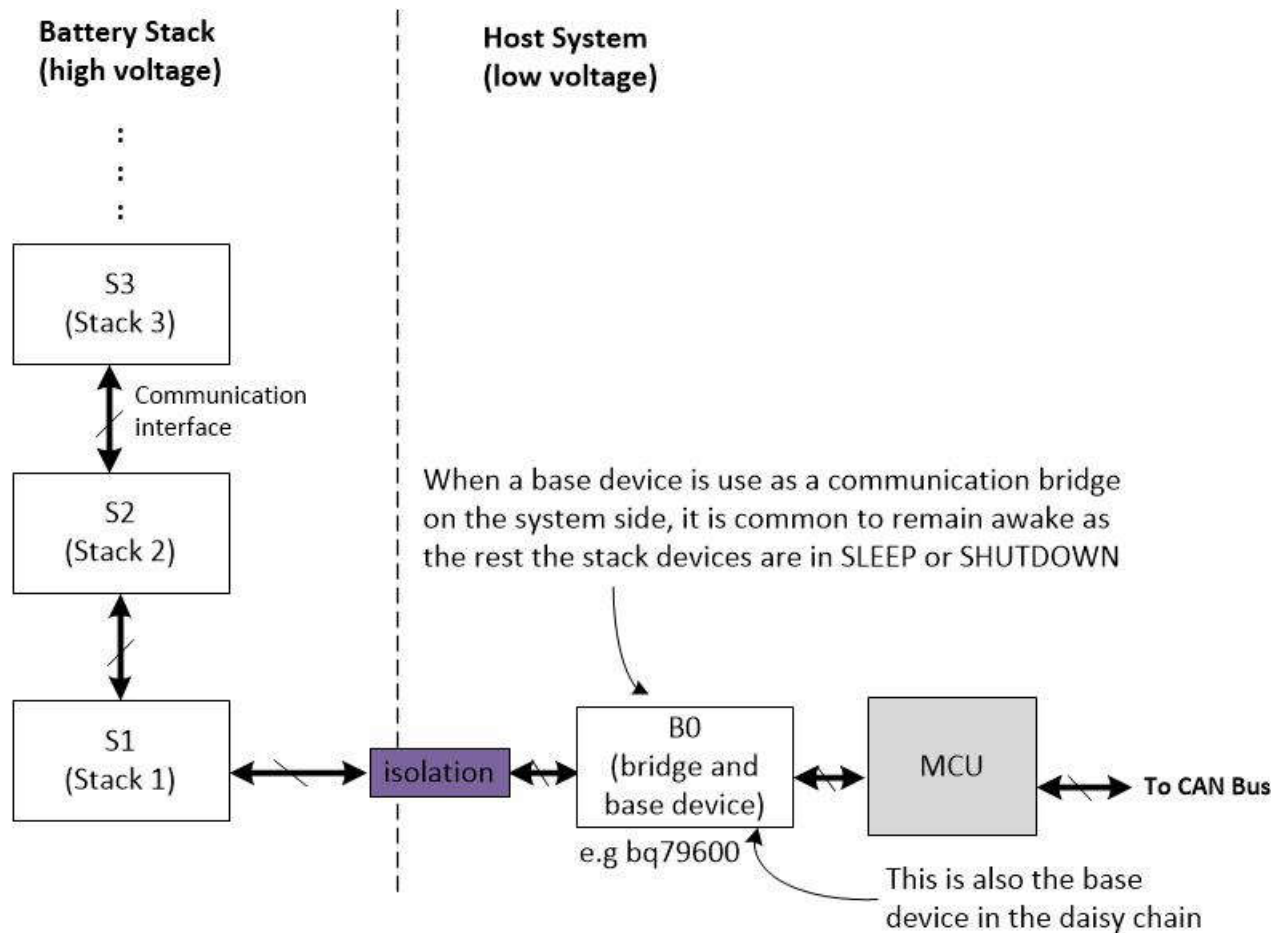 Battery Stack
(high voltage)
Host System
(low voltage)
:
:
:
S3
(Stack 3)
Communication
interface
S2
(Stack 2)
When a base device is use as a communication bridge
on the system side, it is common to remain awake as
the rest the stack devices are in SLEEP or SHUTDOWN
S1
(Stack 1)
isolation
B0
(bridge and
base device)
e.g bq79600
MCU
To CAN Bus
This is also the base
device in the daisy chain